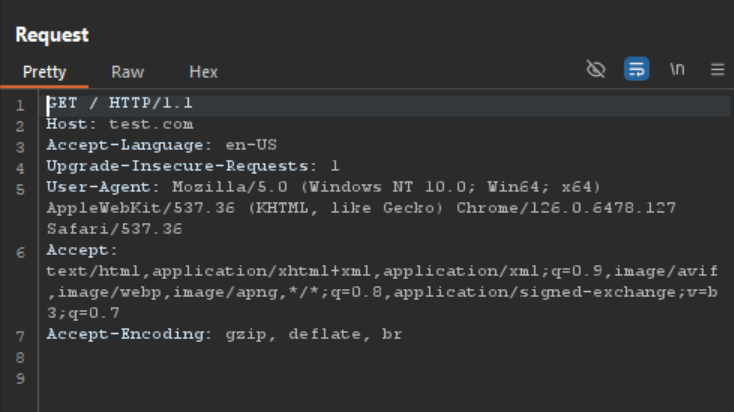 Request
Pretty Raw Hex
\n
1 GET / HTTP/1.1
2 Host: test.com
3 Accept-Language: en-US
4 Upgrade-Insecure-Requests: 1
5 User-Agent: Mozilla/5.0 (Windows NT 10.0; Win64; x64)
AppleWebKit/537.36 (KHTML, like Gecko) Chrome/126.0.6478.127
Safari/537.36
6 Accept:
text/html,application/xhtml+xml,application/xml;q=0.9,image/avif
,image/webp,image/apng,*/*;q=0.8,application/signed-exchange;v=b
3;q=0.7
7 Accept-Encoding: gzip, deflate, br
8
9